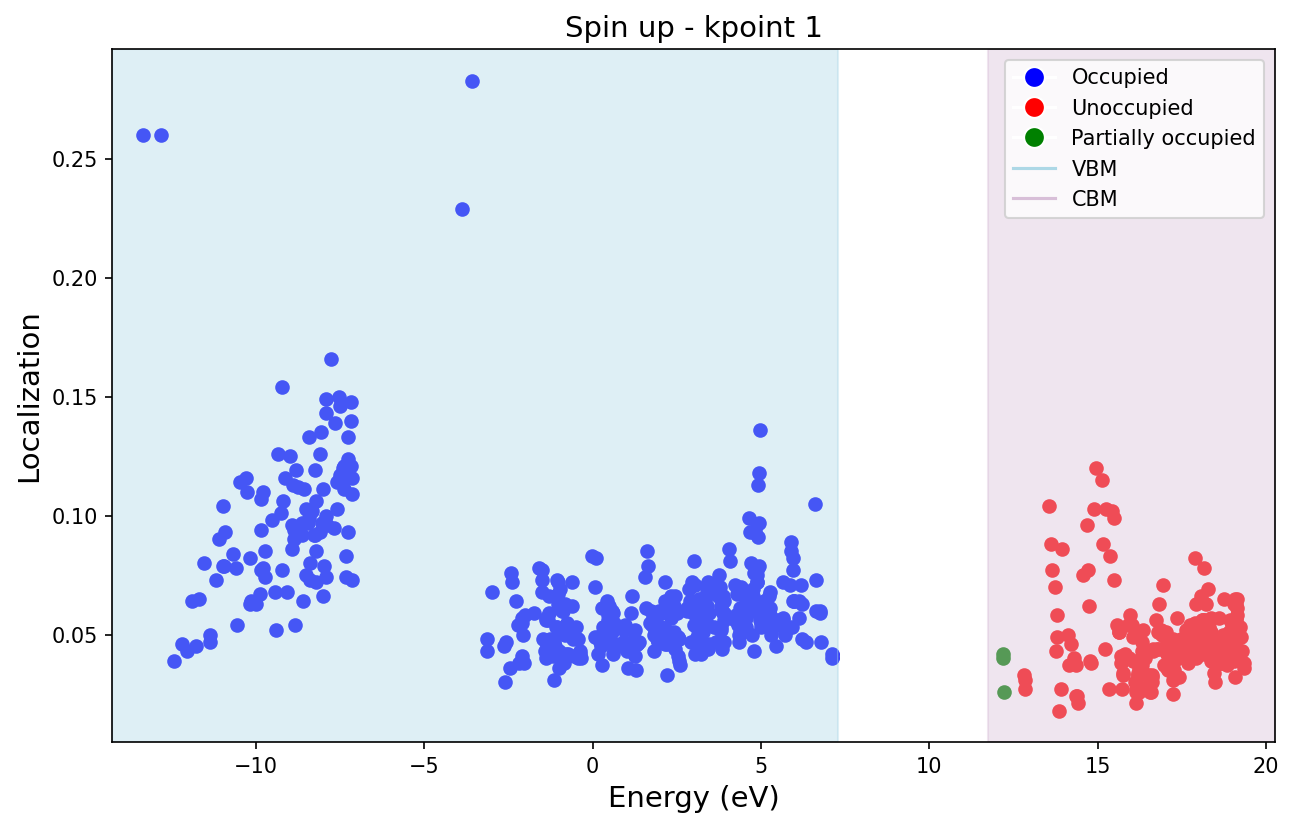 Spin up - kpoint 1
Localization
0.25
0.20
0.15
0.10
0.05
Occupied
Unoccupied
Partially occupied
VBM
CBM
−10
−5
0
5
10
15
20
Energy (eV)